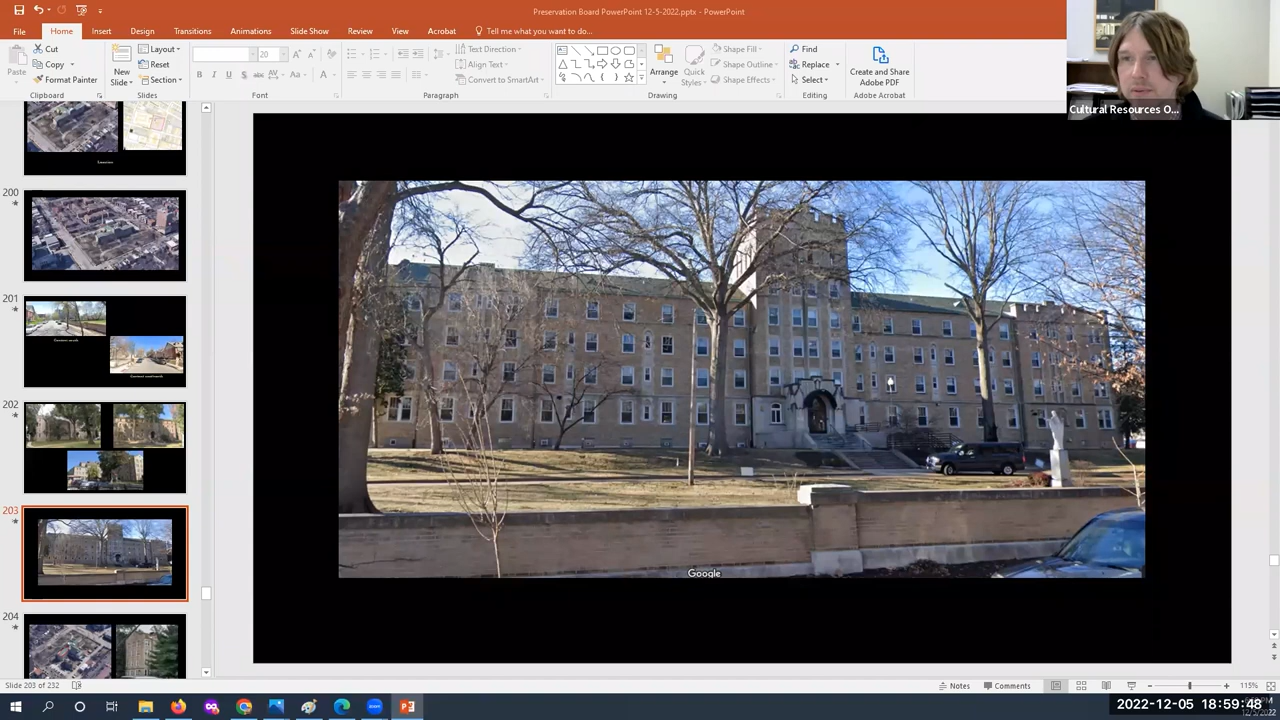 Preservation Board PowerPoint 12-5-2022.pptx - PowerPoint
File Home Insert Design Transitions Animations Slide Show Review View Acrobat Tell me what you want to do...
Paste
Cut
Copy
Format Painter
Clipboard
New
Slide
Layout
Reset
Section
Slides
20
B I U S abc AV Aa A
Font
Paragraph
Text Direction
Align Text
Convert to SmartArt
Arrange
Quick
Styles
Shape Fill
Shape Outline
Shape Effects
Drawing
Find
Replace
Select
Editing
Create and Share
Adobe PDF
Adobe Acrobat
Cultural Resources O...
200
201
202
203
204
Google
Slide 203 of 232
Notes
Comments
115%
2022-12-05 18:59:48